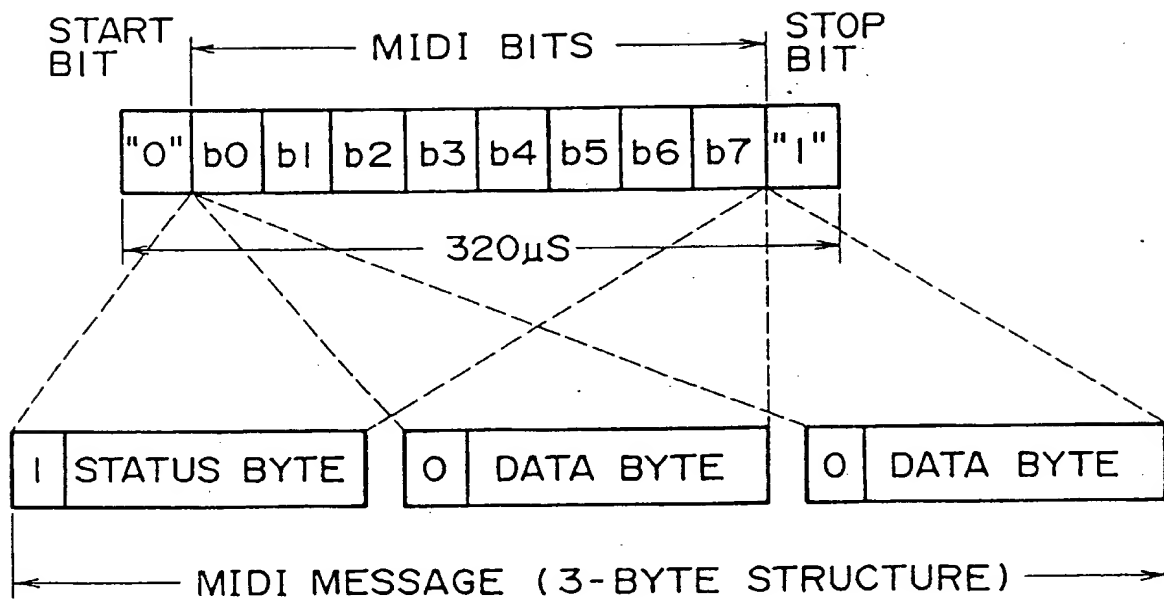 START BIT
MIDI BITS
STOP BIT
"0" b0 b1 b2 b3 b4 b5 b6 b7 "1"
320μS
1 STATUS BYTE 0 DATA BYTE 0 DATA BYTE
MIDI MESSAGE (3-BYTE STRUCTURE)